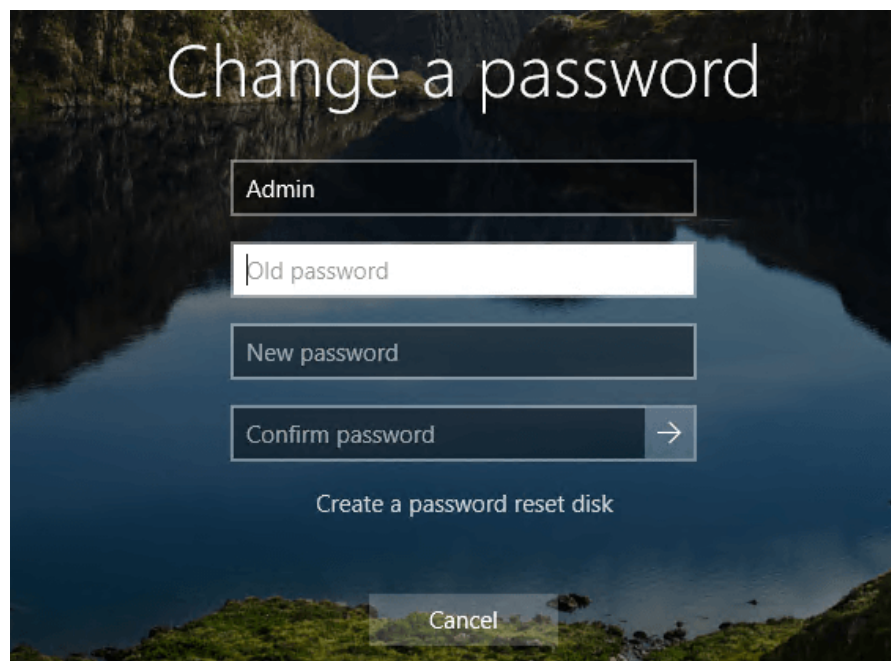 Change a password
Admin
Old password
New password
Confirm password
Create a password reset disk
Cancel